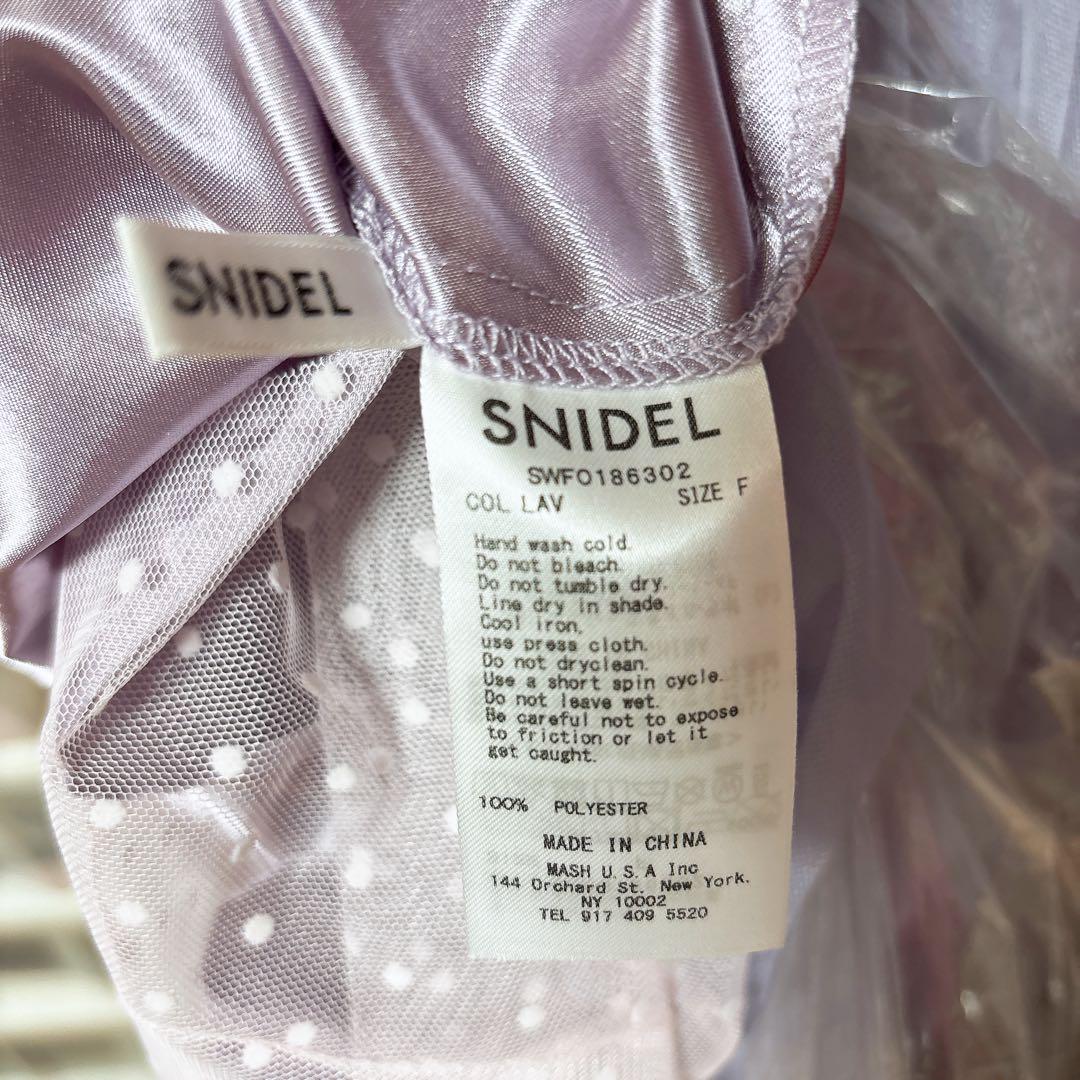 SNIDEL
SNIDEL
SWFO186302
COL LAV SIZE F
Hand wash cold.
Do not bleach.
Do not tumble dry.
Line dry in shade.
Cool iron,
use press cloth.
Do not dryclean.
Use a short spin cycle.
Do not leave wet.
Be careful not to expose
to friction or let it
get caught.
100% POLYESTER
MADE IN CHINA
MASH U.S.A Inc
144 Orchard St. New York.
NY 10002
TEL 917 409 5520